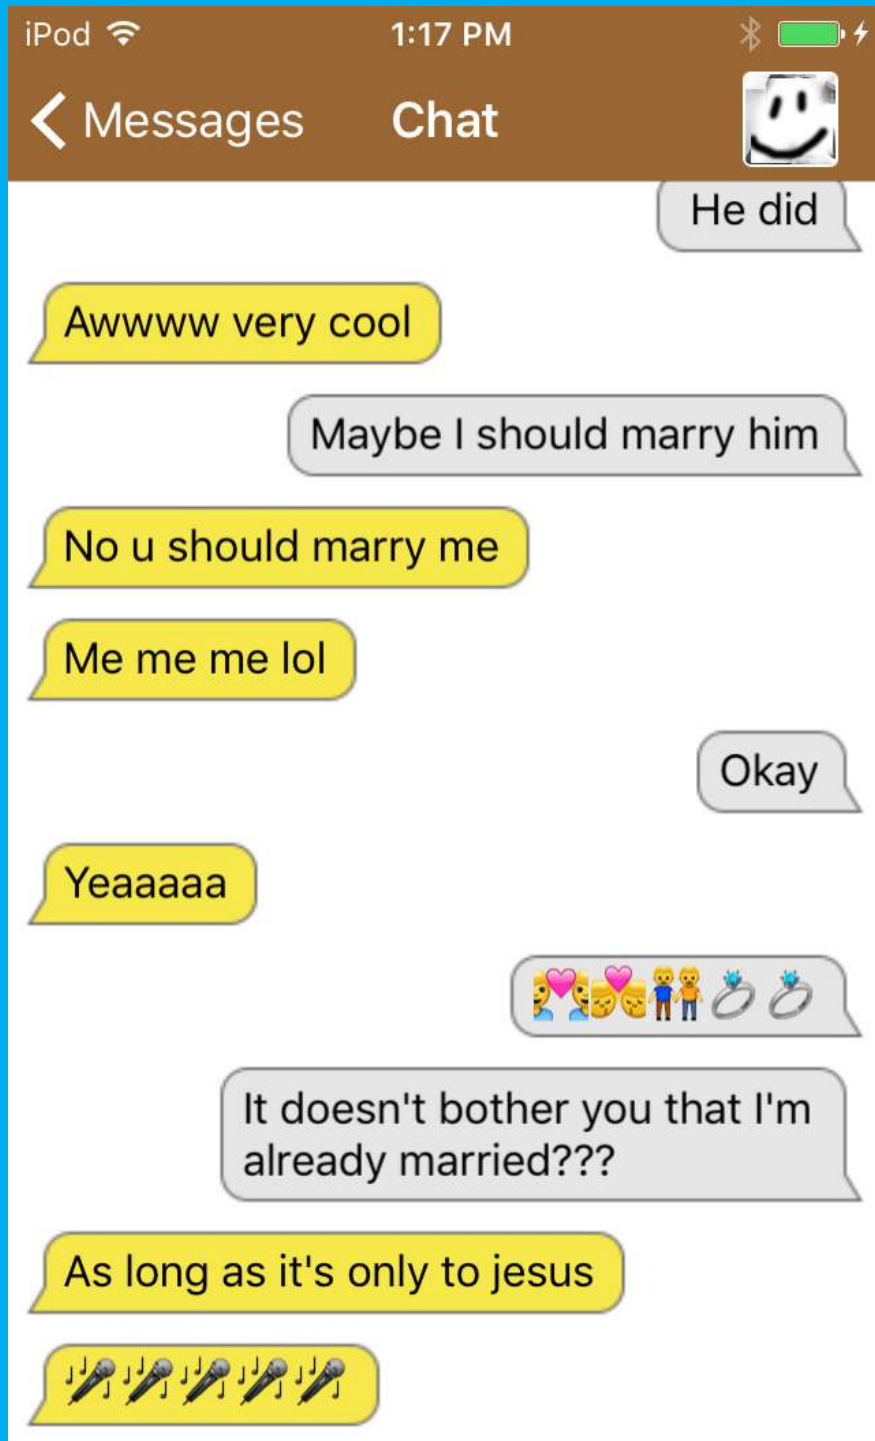 iPod 1:17 PM
Messages Chat
He did
Awwww very cool
Maybe I should marry him
No u should marry me
Me me me lol
Okay
Yeaaaaa
It doesn't bother you that I'm
already married???
As long as it's only to jesus